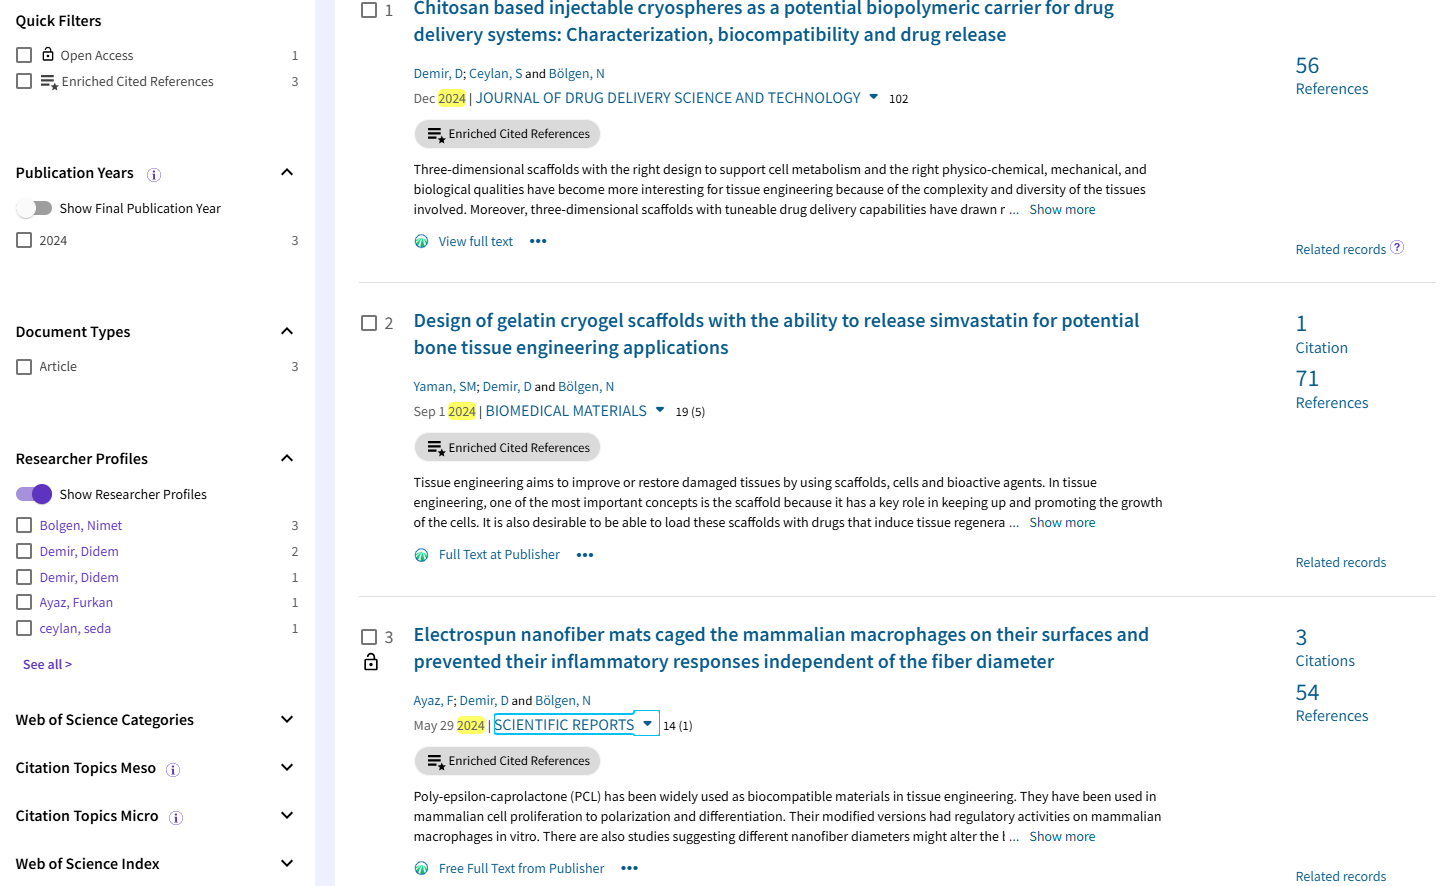 Quick Filters
Open Access 1
Enriched Cited References 3
Publication Years
Show Final Publication Year
2024 3
Document Types
Article 3
Researcher Profiles
Show Researcher Profiles
Bolgen, Nimet 3
Demir, Didem 2
Demir, Didem 1
Ayaz, Furkan 1
ceylan, seda 1
See all >
Web of Science Categories
Citation Topics Meso
Citation Topics Micro
Web of Science Index
1
Chitosan based injectable cryospheres as a potential biopolymeric carrier for drug
delivery systems: Characterization, biocompatibility and drug release
Demir, D; Ceylan, S and Bölgen, N
Dec 2024 | JOURNAL OF DRUG DELIVERY SCIENCE AND TECHNOLOGY 102
Enriched Cited References
Three-dimensional scaffolds with the right design to support cell metabolism and the right physico-chemical, mechanical, and
biological qualities have become more interesting for tissue engineering because of the complexity and diversity of the tissues
involved. Moreover, three-dimensional scaffolds with tuneable drug delivery capabilities have drawn r ... Show more
View full text •••
56
References
Related records ?
2
Design of gelatin cryogel scaffolds with the ability to release simvastatin for potential
bone tissue engineering applications
Yaman, SM; Demir, D and Bölgen, N
Sep 1 2024 | BIOMEDICAL MATERIALS 19 (5)
Enriched Cited References
Tissue engineering aims to improve or restore damaged tissues by using scaffolds, cells and bioactive agents. In tissue
engineering, one of the most important concepts is the scaffold because it has a key role in keeping up and promoting the growth
of the cells. It is also desirable to be able to load these scaffolds with drugs that induce tissue regenera ... Show more
Full Text at Publisher •••
1
Citation
71
References
Related records
3
Electrospun nanofiber mats caged the mammalian macrophages on their surfaces and
prevented their inflammatory responses independent of the fiber diameter
Ayaz, F; Demir, D and Bölgen, N
May 29 2024 | SCIENTIFIC REPORTS 14 (1)
Enriched Cited References
Poly-epsilon-caprolactone (PCL) has been widely used as biocompatible materials in tissue engineering. They have been used in
mammalian cell proliferation to polarization and differentiation. Their modified versions had regulatory activities on mammalian
macrophages in vitro. There are also studies suggesting different nanofiber diameters might alter the ... Show more
Free Full Text from Publisher •••
3
Citations
54
References
Related records